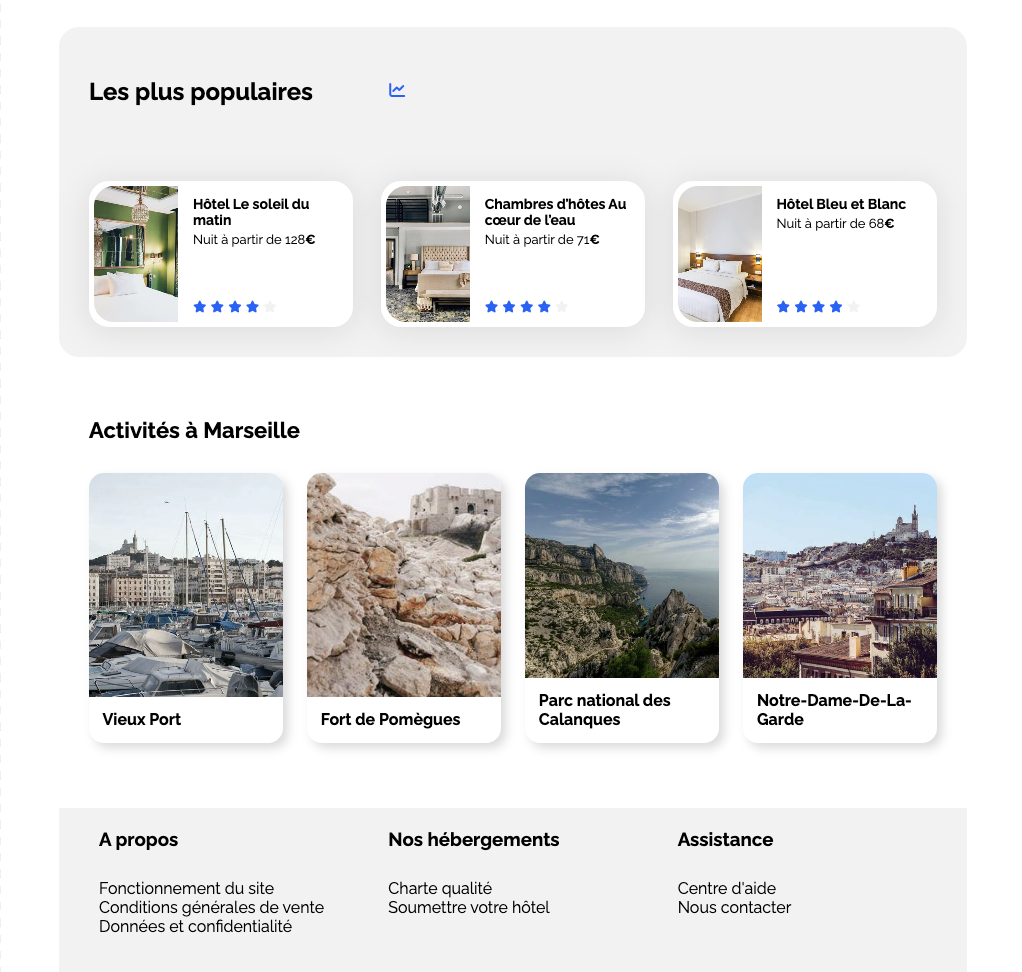 Les plus populaires
Hôtel Le soleil du
matin
Nuit à partir de 128€
Chambres d'hôtes Au
cœur de l'eau
Nuit à partir de 71€
Hôtel Bleu et Blanc
Nuit à partir de 68€
Activités à Marseille
Vieux Port
Fort de Pomègues
Parc national des
Calanques
Notre-Dame-De-La-
Garde
A propos
Fonctionnement du site
Conditions générales de vente
Données et confidentialité
Nos hébergements
Charte qualité
Soumettre votre hôtel
Assistance
Centre d'aide
Nous contacter